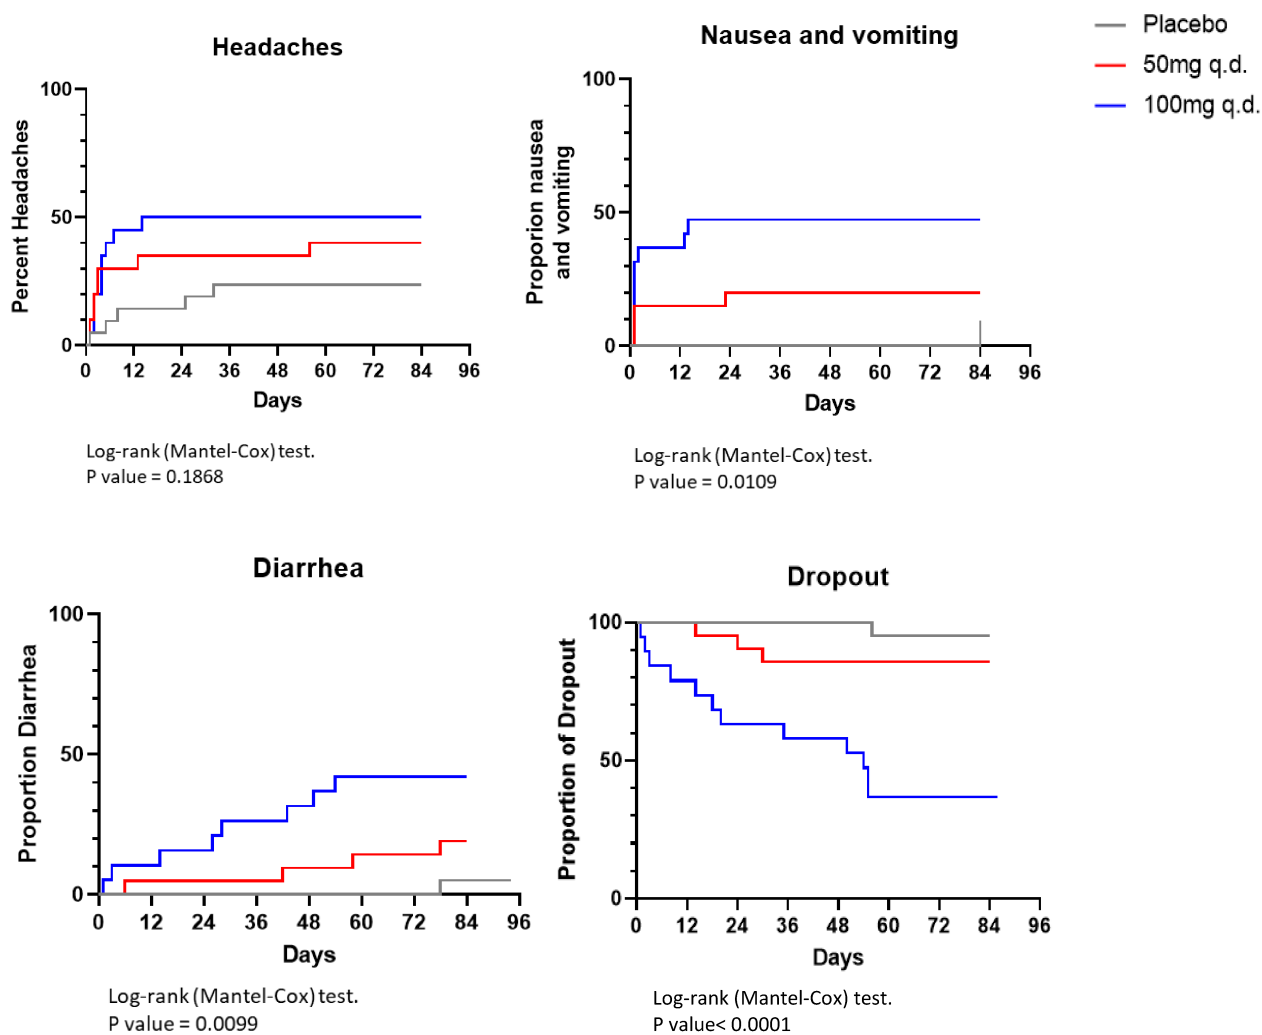 Headaches
Percent Headaches
100
50
0
0 12 24 36 48 60 72 84 96
Days
Log-rank (Mantel-Cox) test.
P value = 0.1868
Nausea and vomiting
Proporion nausea
and vomiting
100
50
0
0 12 24 36 48 60 72 84 96
Days
Log-rank (Mantel-Cox) test.
P value = 0.0109
Placebo
50mg q.d.
100mg q.d.
Diarrhea
Proportion Diarrhea
100
50
0
0 12 24 36 48 60 72 84 96
Days
Log-rank (Mantel-Cox) test.
P value = 0.0099
Dropout
Proportion of Dropout
100
50
0
0 12 24 36 48 60 72 84 96
Days
Log-rank (Mantel-Cox) test.
P value< 0.0001